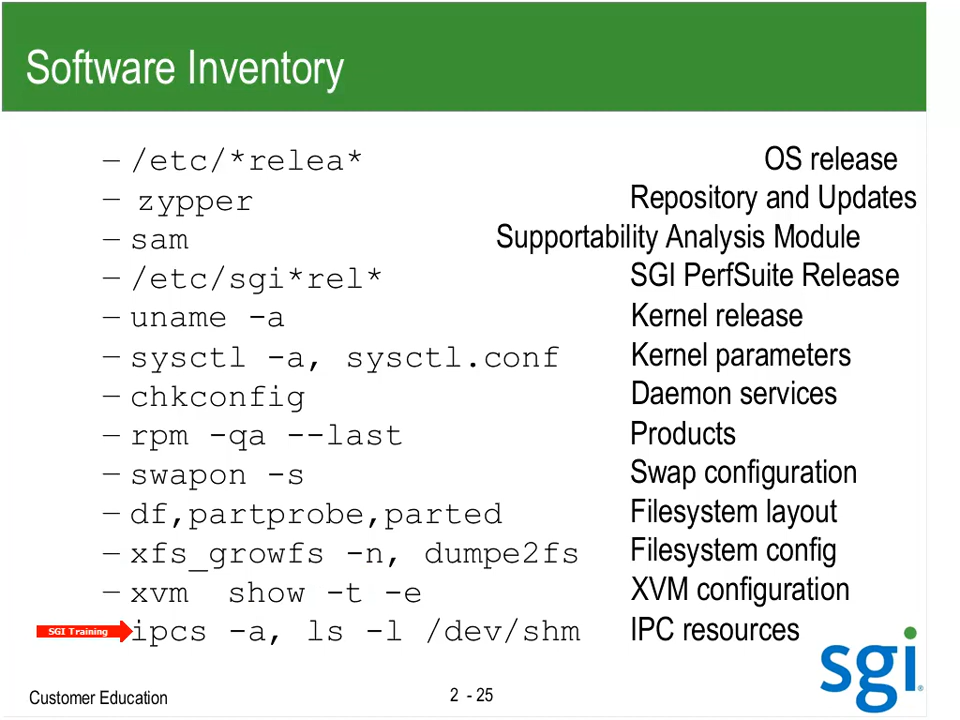 Software Inventory
– /etc/*relea* OS release
– zypper Repository and Updates
– sam Supportability Analysis Module
– /etc/sgi*rel* SGI PerfSuite Release
– uname -a Kernel release
– sysctl -a, sysctl.conf Kernel parameters
– chkconfig Daemon services
– rpm -qa --last Products
– swapon -s Swap configuration
– df,partprobe,parted Filesystem layout
– xfs_growfs -n, dumpe2fs Filesystem config
– xvm show -t -e XVM configuration
SGI Training ipcs -a, ls -l /dev/shm IPC resources
sgi®
Customer Education 2 - 25